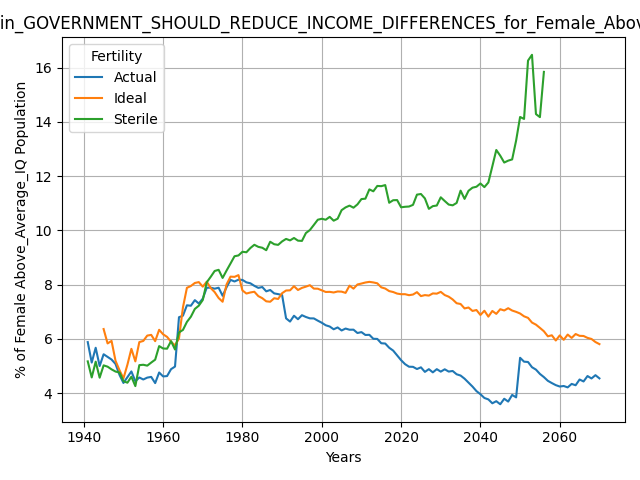 in_GOVERNMENT_SHOULD_REDUCE_INCOME_DIFFERENCES_for_Female_Abov
Fertility
Actual
Ideal
Sterile
% of Female Above_Average_IQ Population
16
14
12
10
8
6
4
1940 1960 1980 2000 2020 2040 2060
Years